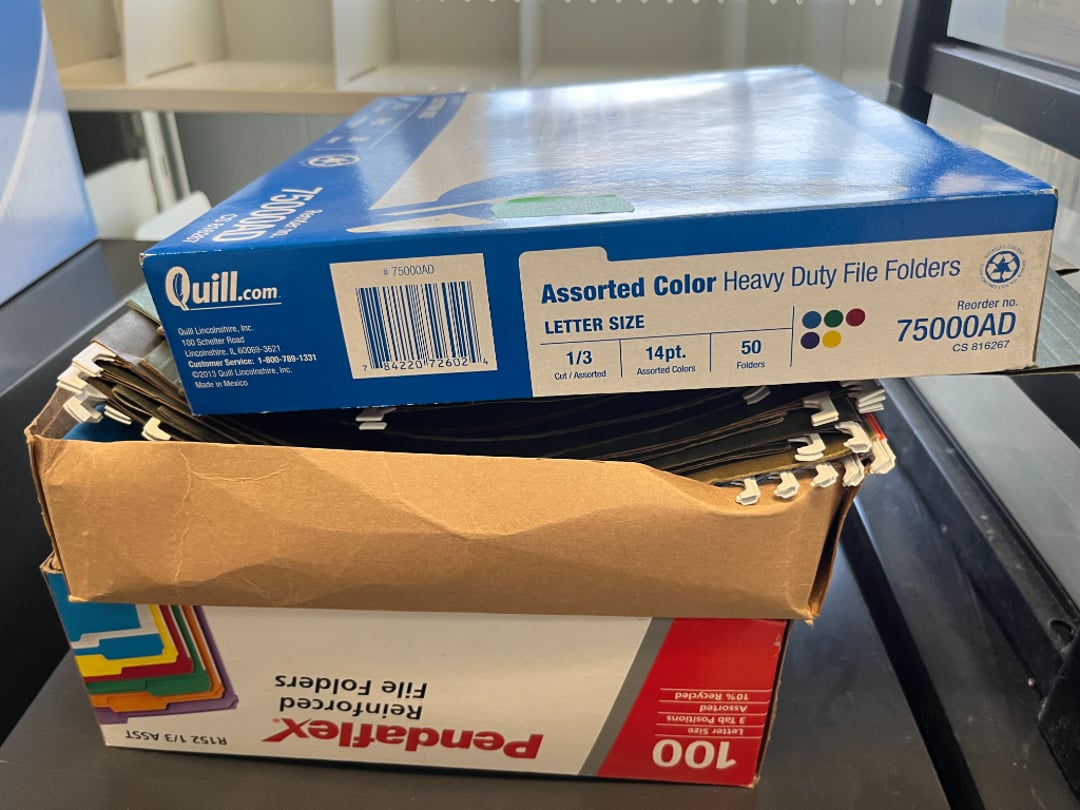 Reorder no.
75000AD
CS 816267
Quill.com
Quill Lincolnshire, Inc.
100 Schelter Road
Lincolnshire, IL 60069-3621
Customer Service: 1-800-789-1331
©2013 Quill Lincolnshire, Inc.
Made in Mexico
# 75000AD
7 84220 72602 4
Assorted Color Heavy Duty File Folders
LETTER SIZE
1/3
Cut / Assorted
14pt.
Assorted Colors
50
Folders
Reorder no.
75000AD
CS 816267
100
Letter Size
3 Tab Positions
Assorted
10% Recycled
Pendaflex
Reinforced
File Folders
R152 1/3 ASST